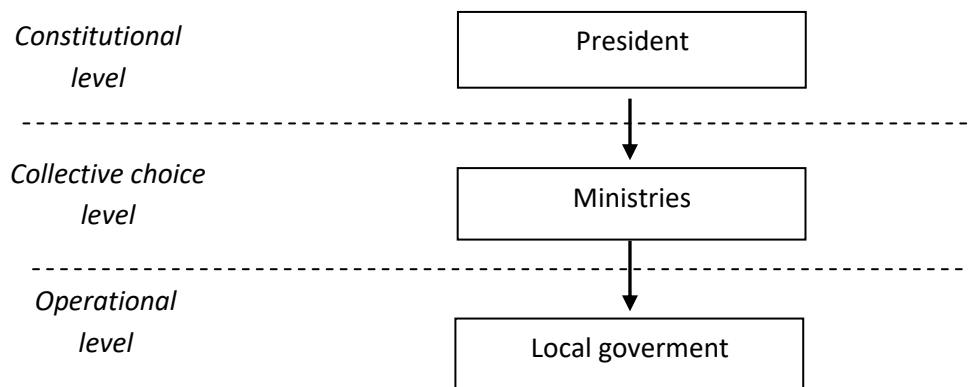 Constitutional
level
President
Collective choice
level
Ministries
Operational
level
Local goverment